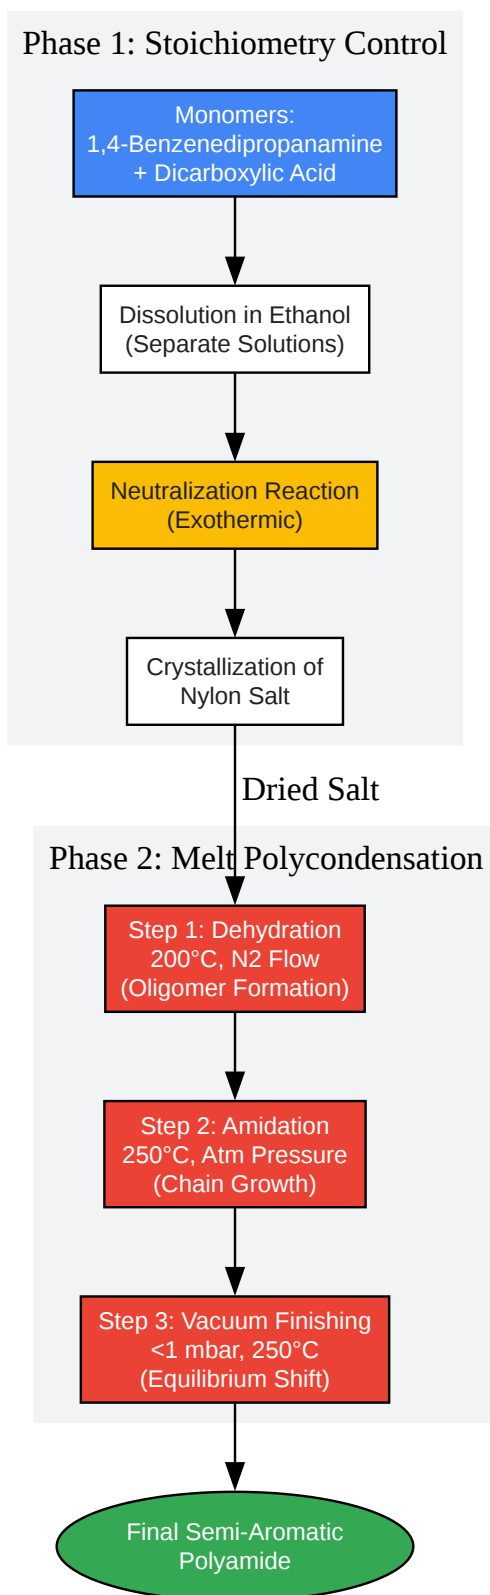 Phase 1: Stoichiometry Control
Monomers:
1,4-Benzenedipropanamine
+ Dicarboxylic Acid
Dissolution in Ethanol
(Separate Solutions)
Neutralization Reaction
(Exothermic)
Crystallization of
Nylon Salt
Dried Salt
Phase 2: Melt Polycondensation
Step 1: Dehydration
200°C, N2 Flow
(Oligomer Formation)
Step 2: Amidation
250°C, Atm Pressure
(Chain Growth)
Step 3: Vacuum Finishing
<1 mbar, 250°C
(Equilibrium Shift)
Final Semi-Aromatic
Polyamide